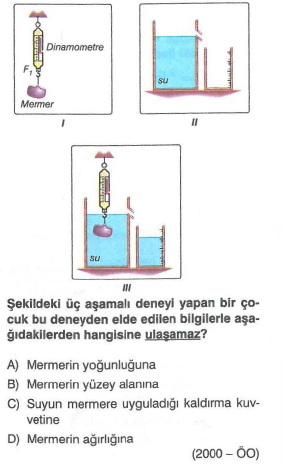 Dinamometre
F1
Mermer
su
I
II
su
III
Şekildeki üç aşamalı deneyi yapan bir ço-
cuk bu deneyden elde edilen bilgilerle aşa-
ğıdakilerden hangisine ulaşamaz?
A) Mermerin yoğunluğuna
B) Mermerin yüzey alanına
C) Suyun mermere uyguladığı kaldırma kuv-
vetine
D) Mermerin ağırlığına
(2000 – ÖO)